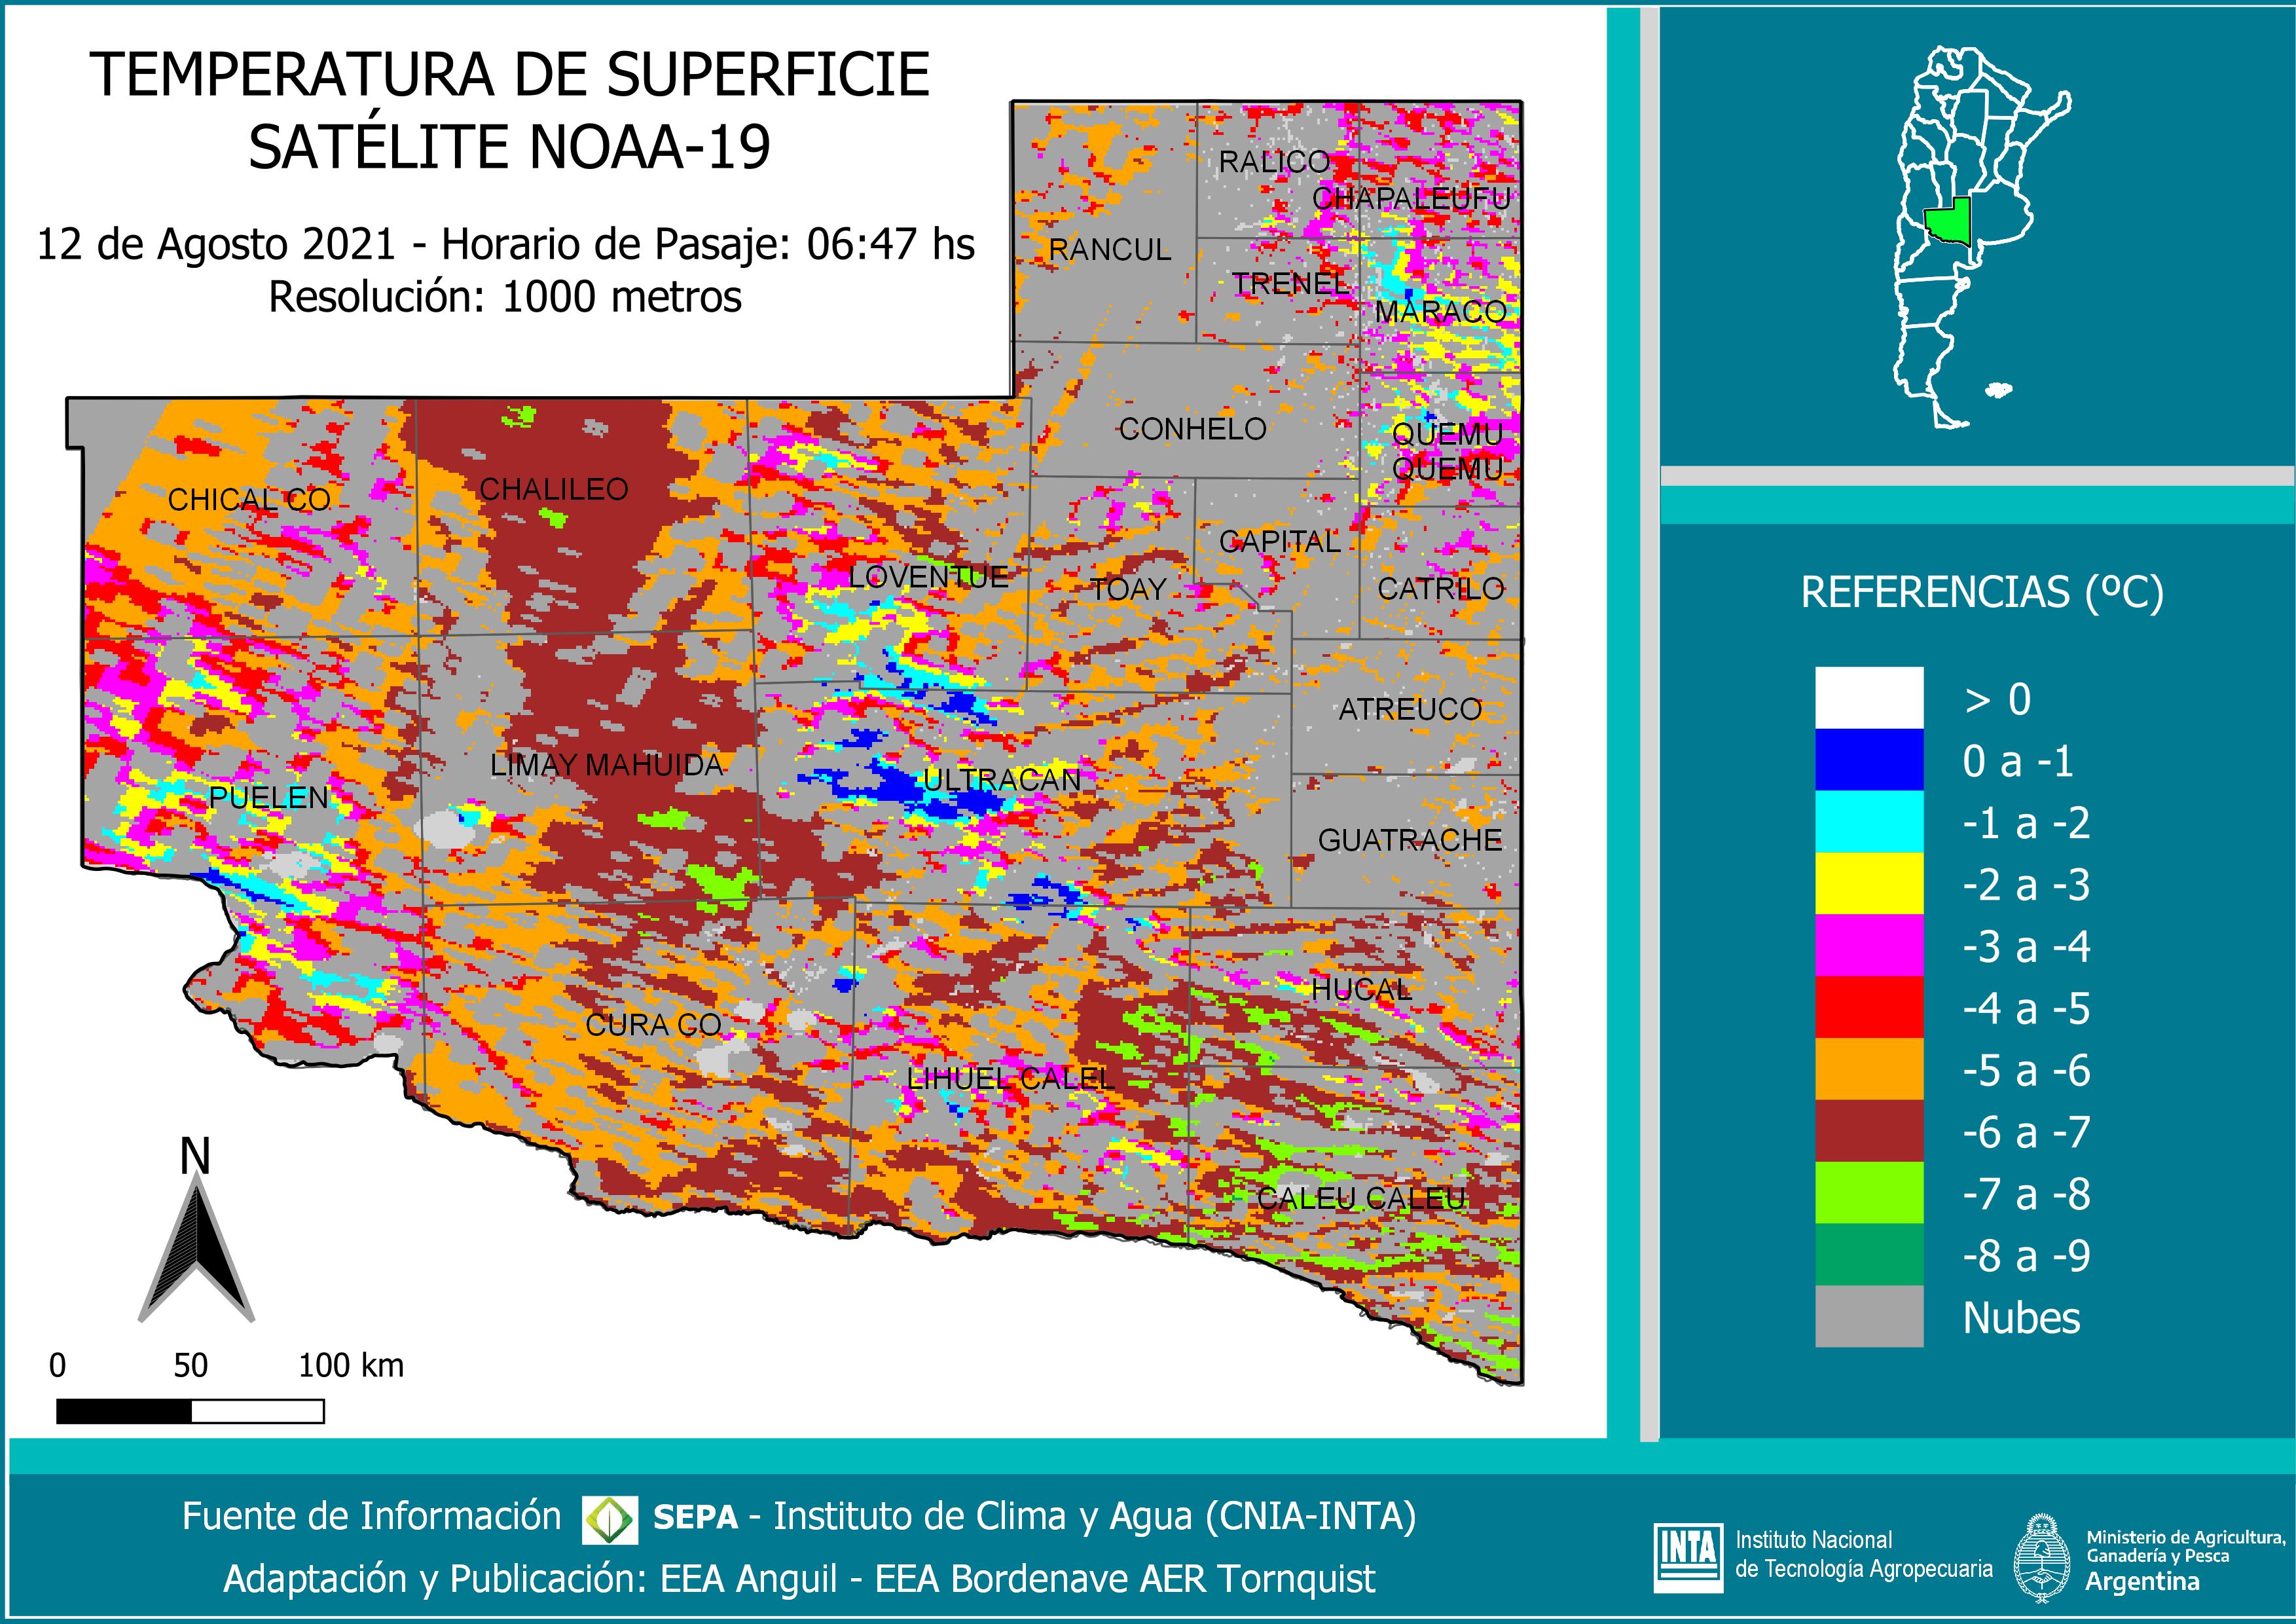 TEMPERATURA DE SUPERFICIE
SATÉLITE NOAA-19
12 de Agosto 2021 - Horario de Pasaje: 06:47 hs
Resolución: 1000 metros
RALICO
CHAPALEUFU
RANCUL
TRENEL
MARACO
CONHELO
QUEMU
QUEMU
CHICAL CO
CHALILEO
CAPITAL
LOVENTUE
TOAY
CATRILO
ATREUCO
LIMAY MAHUIDA
ULTRACAN
PUELEN
GUATRACHE
HUCAL
CURA CO
LIHUEL CALEL
CALEU CALEU
N
0 50 100 km
REFERENCIAS (ºC)
> 0
0 a -1
-1 a -2
-2 a -3
-3 a -4
-4 a -5
-5 a -6
-6 a -7
-7 a -8
-8 a -9
Nubes
Fuente de Información SEPA - Instituto de Clima y Agua (CNIA-INTA)
Adaptación y Publicación: EEA Anguil - EEA Bordenave AER Tornquist
INTA
Instituto Nacional
de Tecnología Agropecuaria
Ministerio de Agricultura,
Ganadería y Pesca
Argentina